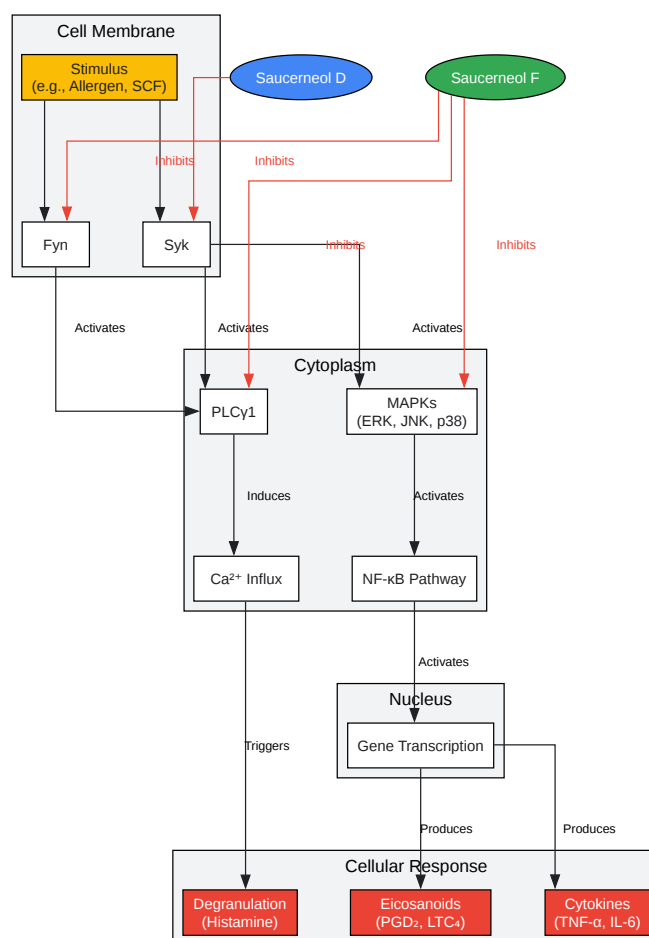 Cell Membrane
Stimulus
(e.g., Allergen, SCF)
Saucerneol D
Saucerneol F
Inhibits
Inhibits
Fyn
Syk
Inhibits
Inhibits
Activates
Activates
Activates
Cytoplasm
PLCγ1
MAPKs
(ERK, JNK, p38)
Induces
Activates
Ca²⁺ Influx
NF-κB Pathway
Activates
Nucleus
Gene Transcription
Triggers
Produces
Produces
Cellular Response
Degranulation
(Histamine)
Eicosanoids
(PGD₂, LTC₄)
Cytokines
(TNF-α, IL-6)